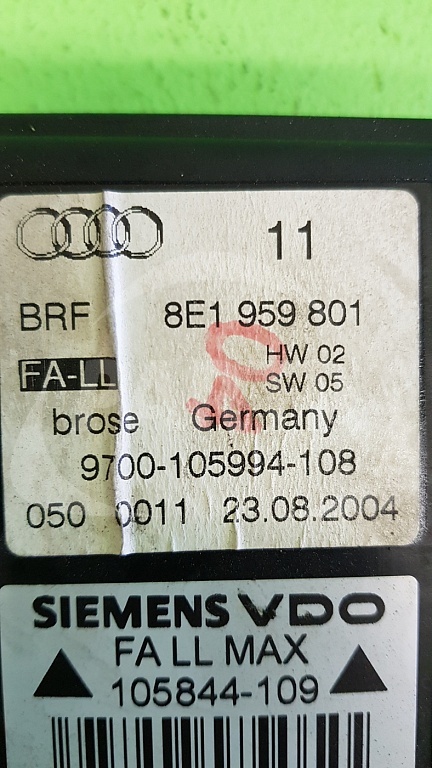 11
BRF 8E1 959 801
FA-LL HW 02
SW 05
brose Germany
9700-105994-108
050 0011 23.08.2004
SIEMENS VDO
FA LL MAX
105844-109